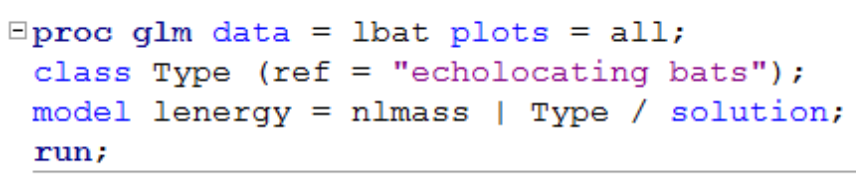 proc glm data = lbat plots = all;
class Type (ref = "echolocating bats");
model lenergy = nlmass | Type / solution;
run;